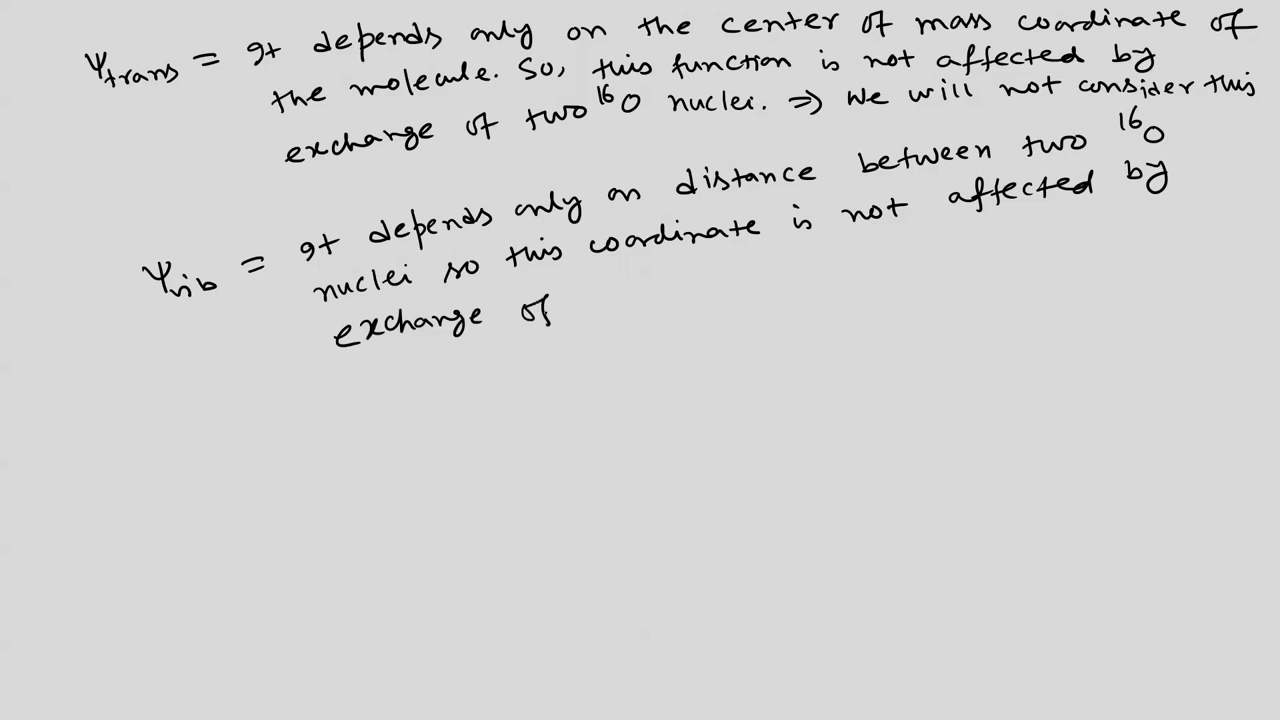 Ψtrans = It depends only on the center of mass coordinate of
the molecule. So, this function is not affected by
exchange of two ¹⁶O nuclei. ⇒ We will not consider this
Ψvib = It depends only on distance between two ¹⁶O
nuclei so this coordinate is not affected by
exchange of